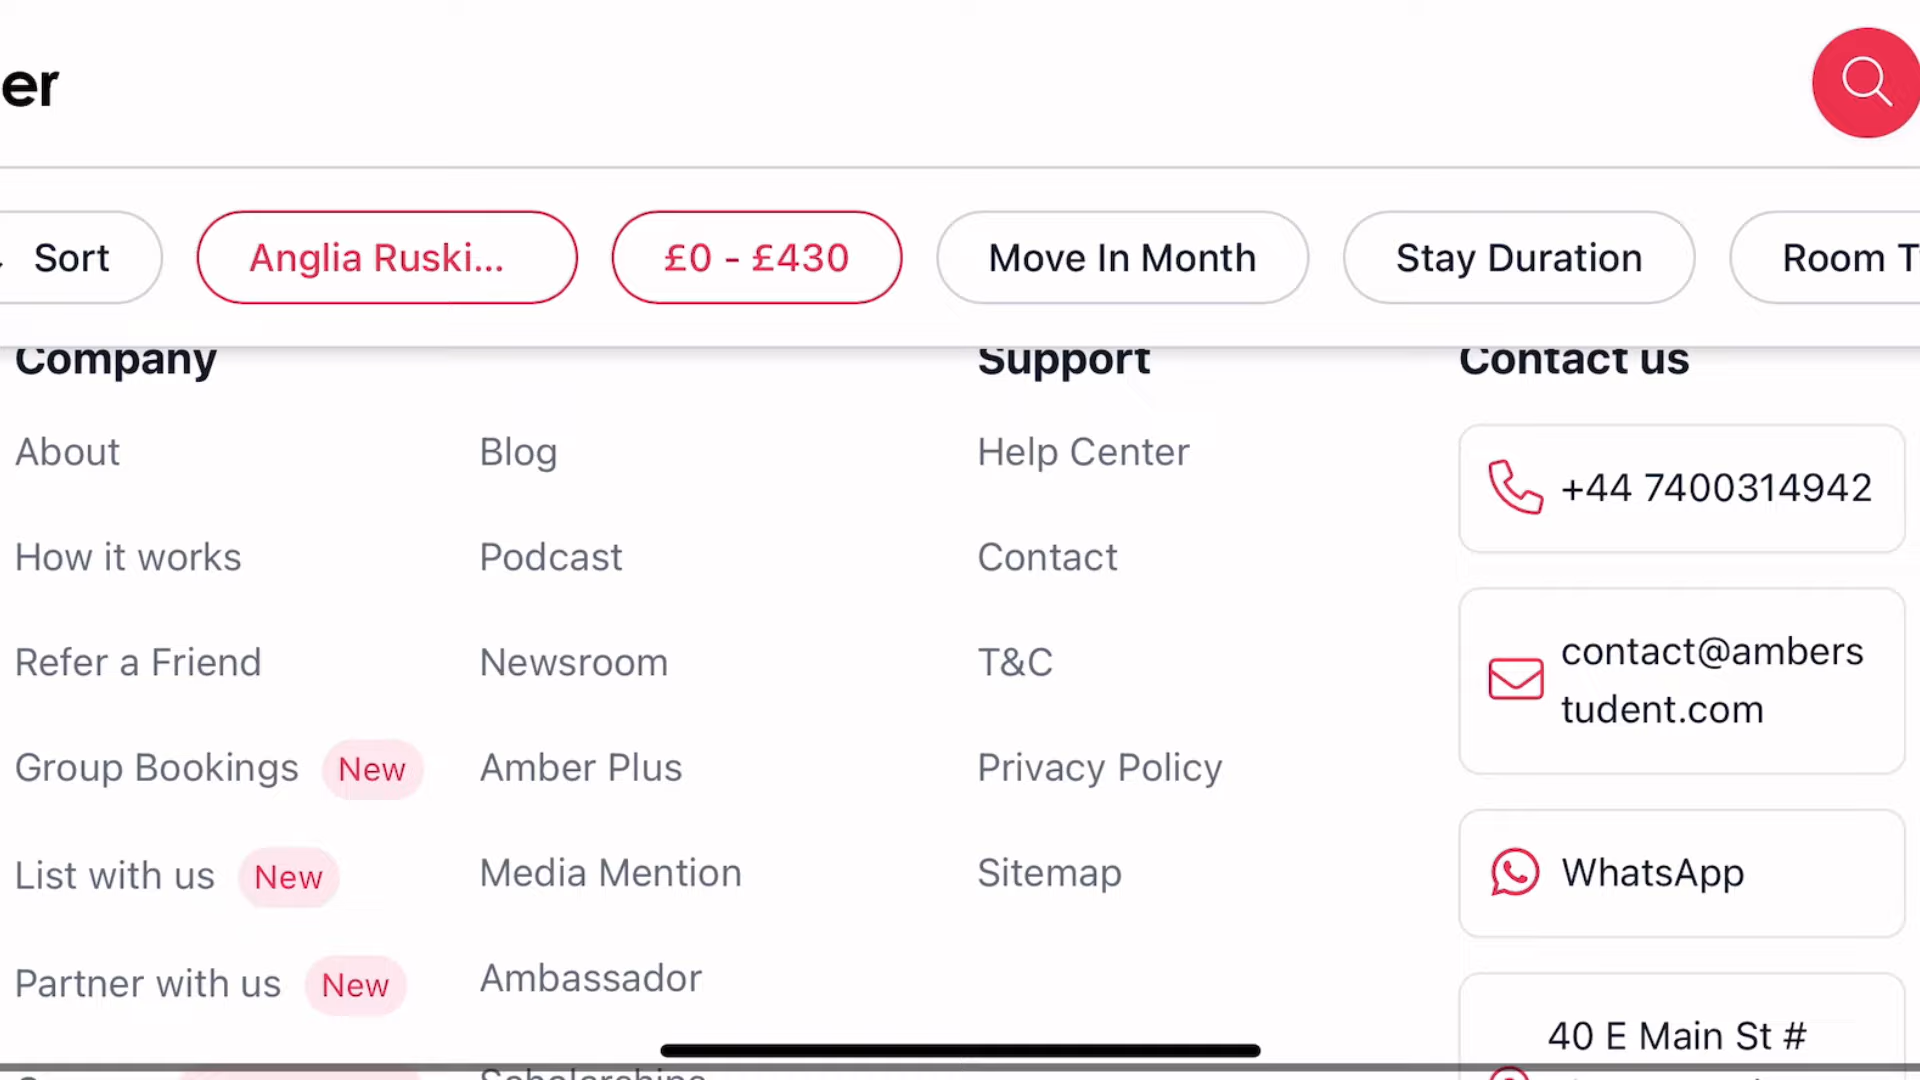 er
Sort
Anglia Ruski...
£0 - £430
Move In Month
Stay Duration
Room T
Company
Support
Contact us
About
Blog
Help Center
+44 7400314942
How it works
Podcast
Contact
Refer a Friend
Newsroom
T&C
contact@ambers
tudent.com
Group Bookings New
Amber Plus
Privacy Policy
List with us New
Media Mention
Sitemap
WhatsApp
Partner with us New
Ambassador
40 E Main St #
Scholarships